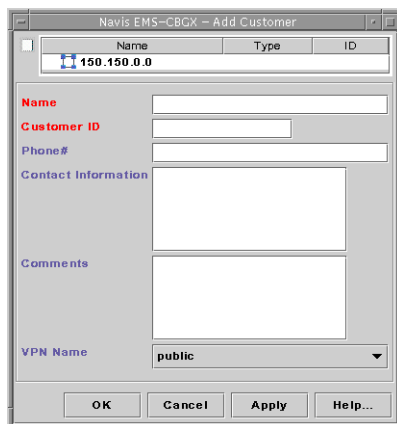 Navis EMS-CBGX - Add Customer
Name Type ID
150.150.0.0
Name
Customer ID
Phone#
Contact Information
Comments
VPN Name public
OK Cancel Apply Help...